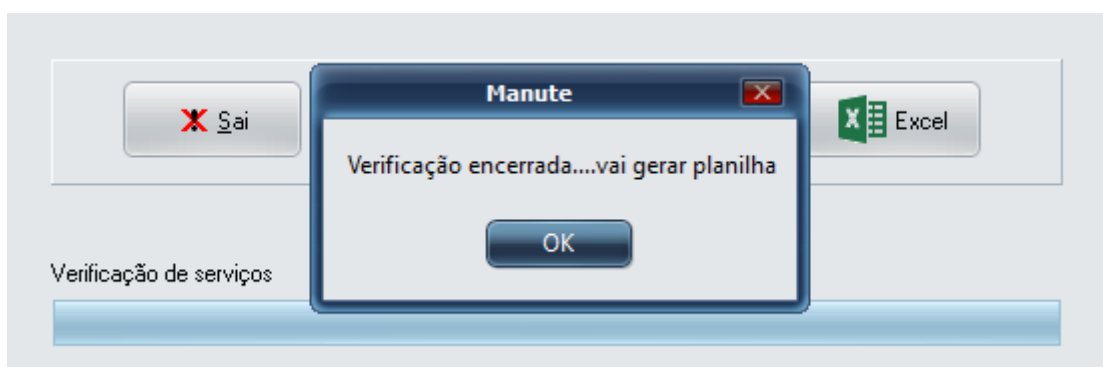 Manute
Sai
Excel
Verificação encerrada....vai gerar planilha
OK
Verificação de serviços